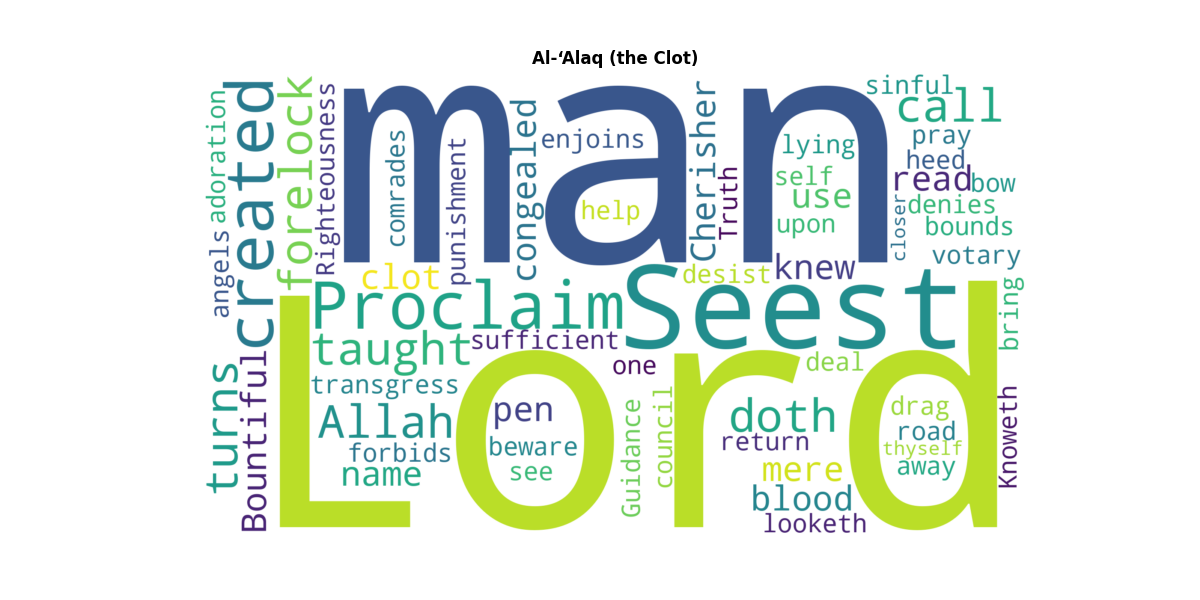 Al-‘Alaq (the Clot)
man
Lord
Seest
Proclaim
created
forelock
taught
turns
Allah
Bountiful
call
doth
Cherisher
congealed
Righteousness
adoration
angels
comrades
punishment
enjoins
help
Truth
lying
self
use
upon
sinful
pray
heed
read
bow
denies
closer
bounds
votary
clot
desist
knew
bring
sufficient
one
deal
transgress
pen
forbids
name
beware
see
Guidance
council
return
mere
blood
looketh
drag
road
thyself
away
Knoweth